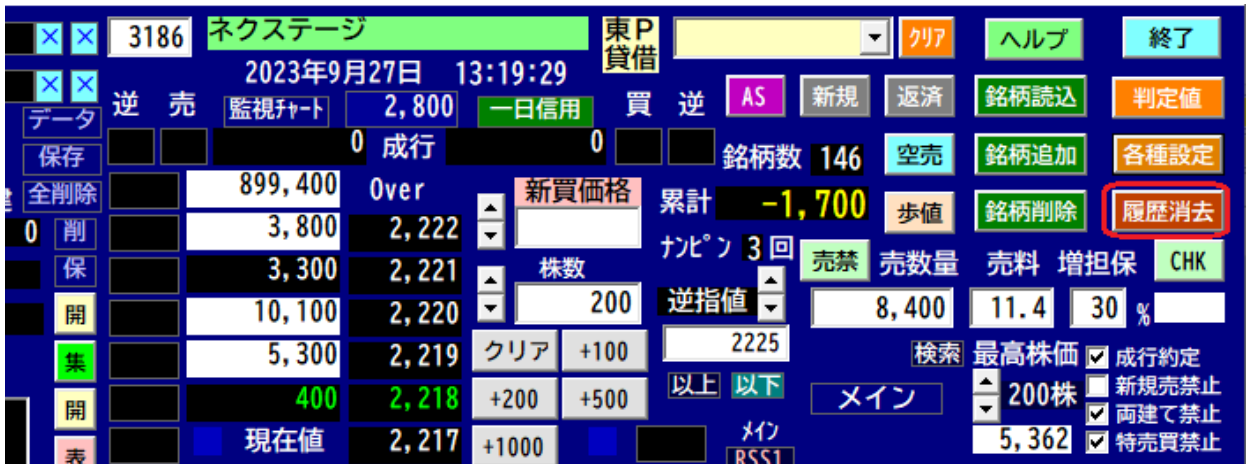 × × 3186 ネクステージ 東P 貸借 クリア ヘルプ 終了
2023年9月27日 13:19:29
× × 逆 売 監視チャート 2,800 一日信用 買 逆 AS 新規 返済 銘柄読込 判定値
データ
0 成行 0
保存 銘柄数 146 空売 銘柄追加 各種設定
全削除 899,400 Over 新買価格 累計 -1,700 歩値 銘柄削除 履歴消去
0 削 3,800 2,222
ナンピン 3回 売禁 売数量 売料 増担保 CHK
保 3,300 2,221 株数
開 10,100 2,220 200 逆指値 8,400 11.4 30 %
集 5,300 2,219 クリア +100 2225 検索 最高株価 成行約定
開 400 2,218 +200 +500 以上 以下 メイン 200株 新規売禁止
両建て禁止
表 現在値 2,217 +1000 メイン 5,362 特売買禁止
RSS1